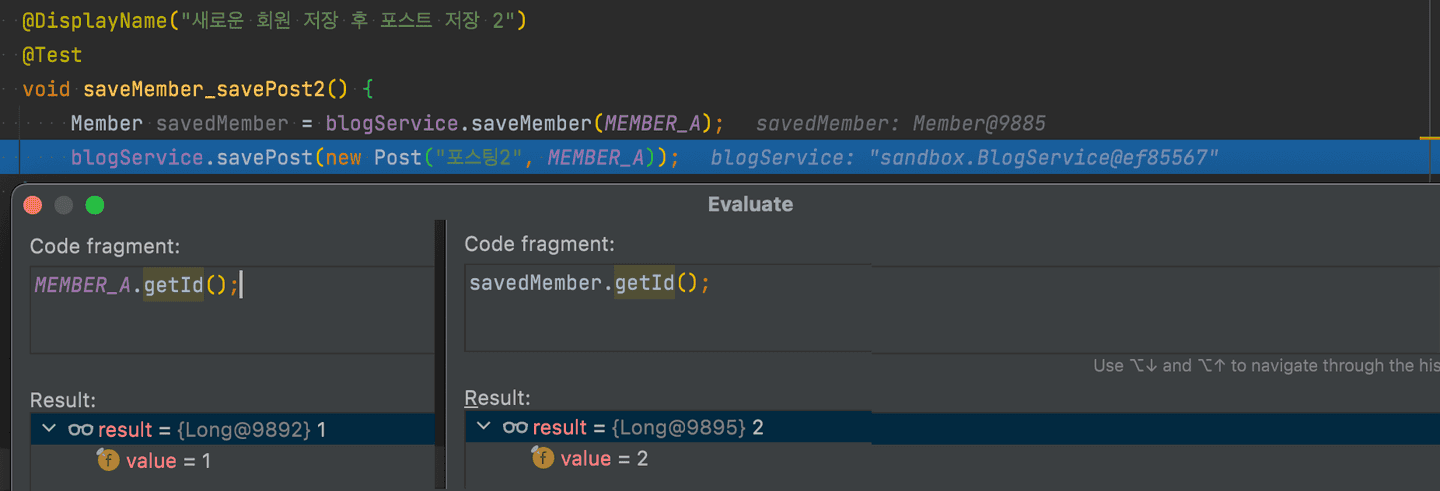 @DisplayName("새로운 회원 저장 후 포스트 저장 2")
@Test
void saveMember_savePost2() {
Member savedMember = blogService.saveMember(MEMBER_A); savedMember: Member@9885
blogService.savePost(new Post("포스팅2", MEMBER_A)); blogService: "sandbox.BlogService@ef85567"
Evaluate
Code fragment:
MEMBER_A.getId();
Result:
result = {Long@9892} 1
value = 1
Code fragment:
savedMember.getId();
Use ⌥↓ and ⌥↑ to navigate through the his
Result:
result = {Long@9895} 2
value = 2